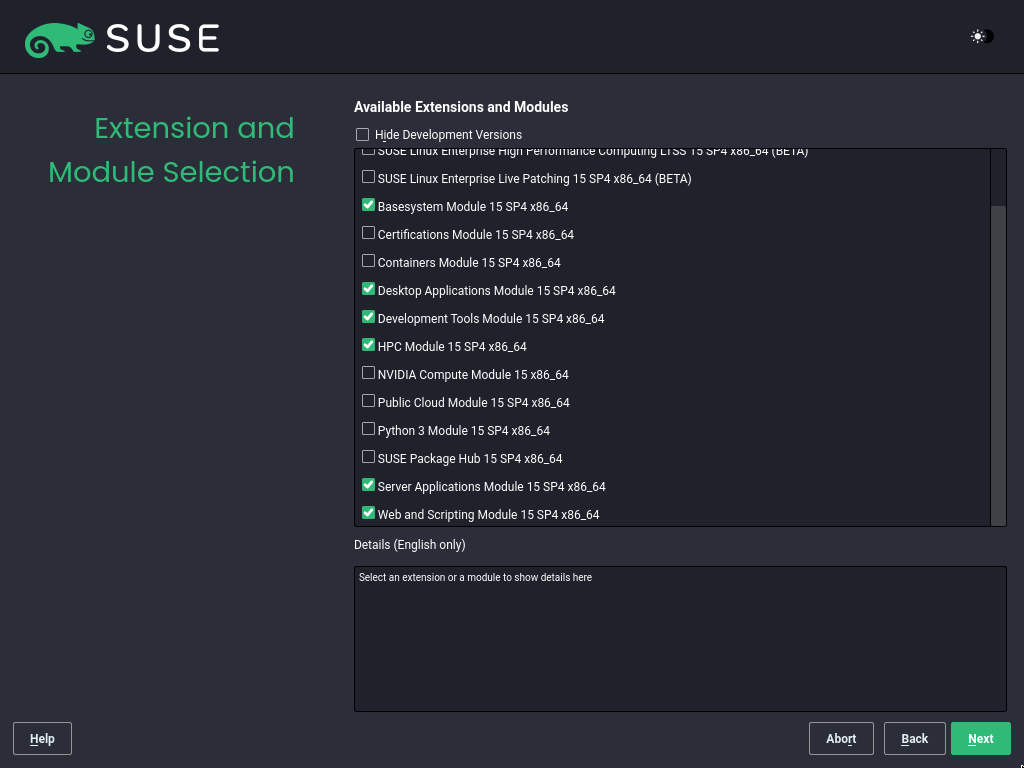 SUSE
Extension and
Module Selection
Available Extensions and Modules
Hide Development Versions
SUSE Linux Enterprise High Performance Computing LTSS 15 SP4 x86_64 (BETA)
SUSE Linux Enterprise Live Patching 15 SP4 x86_64 (BETA)
Basesystem Module 15 SP4 x86_64
Certifications Module 15 SP4 x86_64
Containers Module 15 SP4 x86_64
Desktop Applications Module 15 SP4 x86_64
Development Tools Module 15 SP4 x86_64
HPC Module 15 SP4 x86_64
NVIDIA Compute Module 15 x86_64
Public Cloud Module 15 SP4 x86_64
Python 3 Module 15 SP4 x86_64
SUSE Package Hub 15 SP4 x86_64
Server Applications Module 15 SP4 x86_64
Web and Scripting Module 15 SP4 x86_64
Details (English only)
Select an extension or a module to show details here
Help
Abort
Back
Next